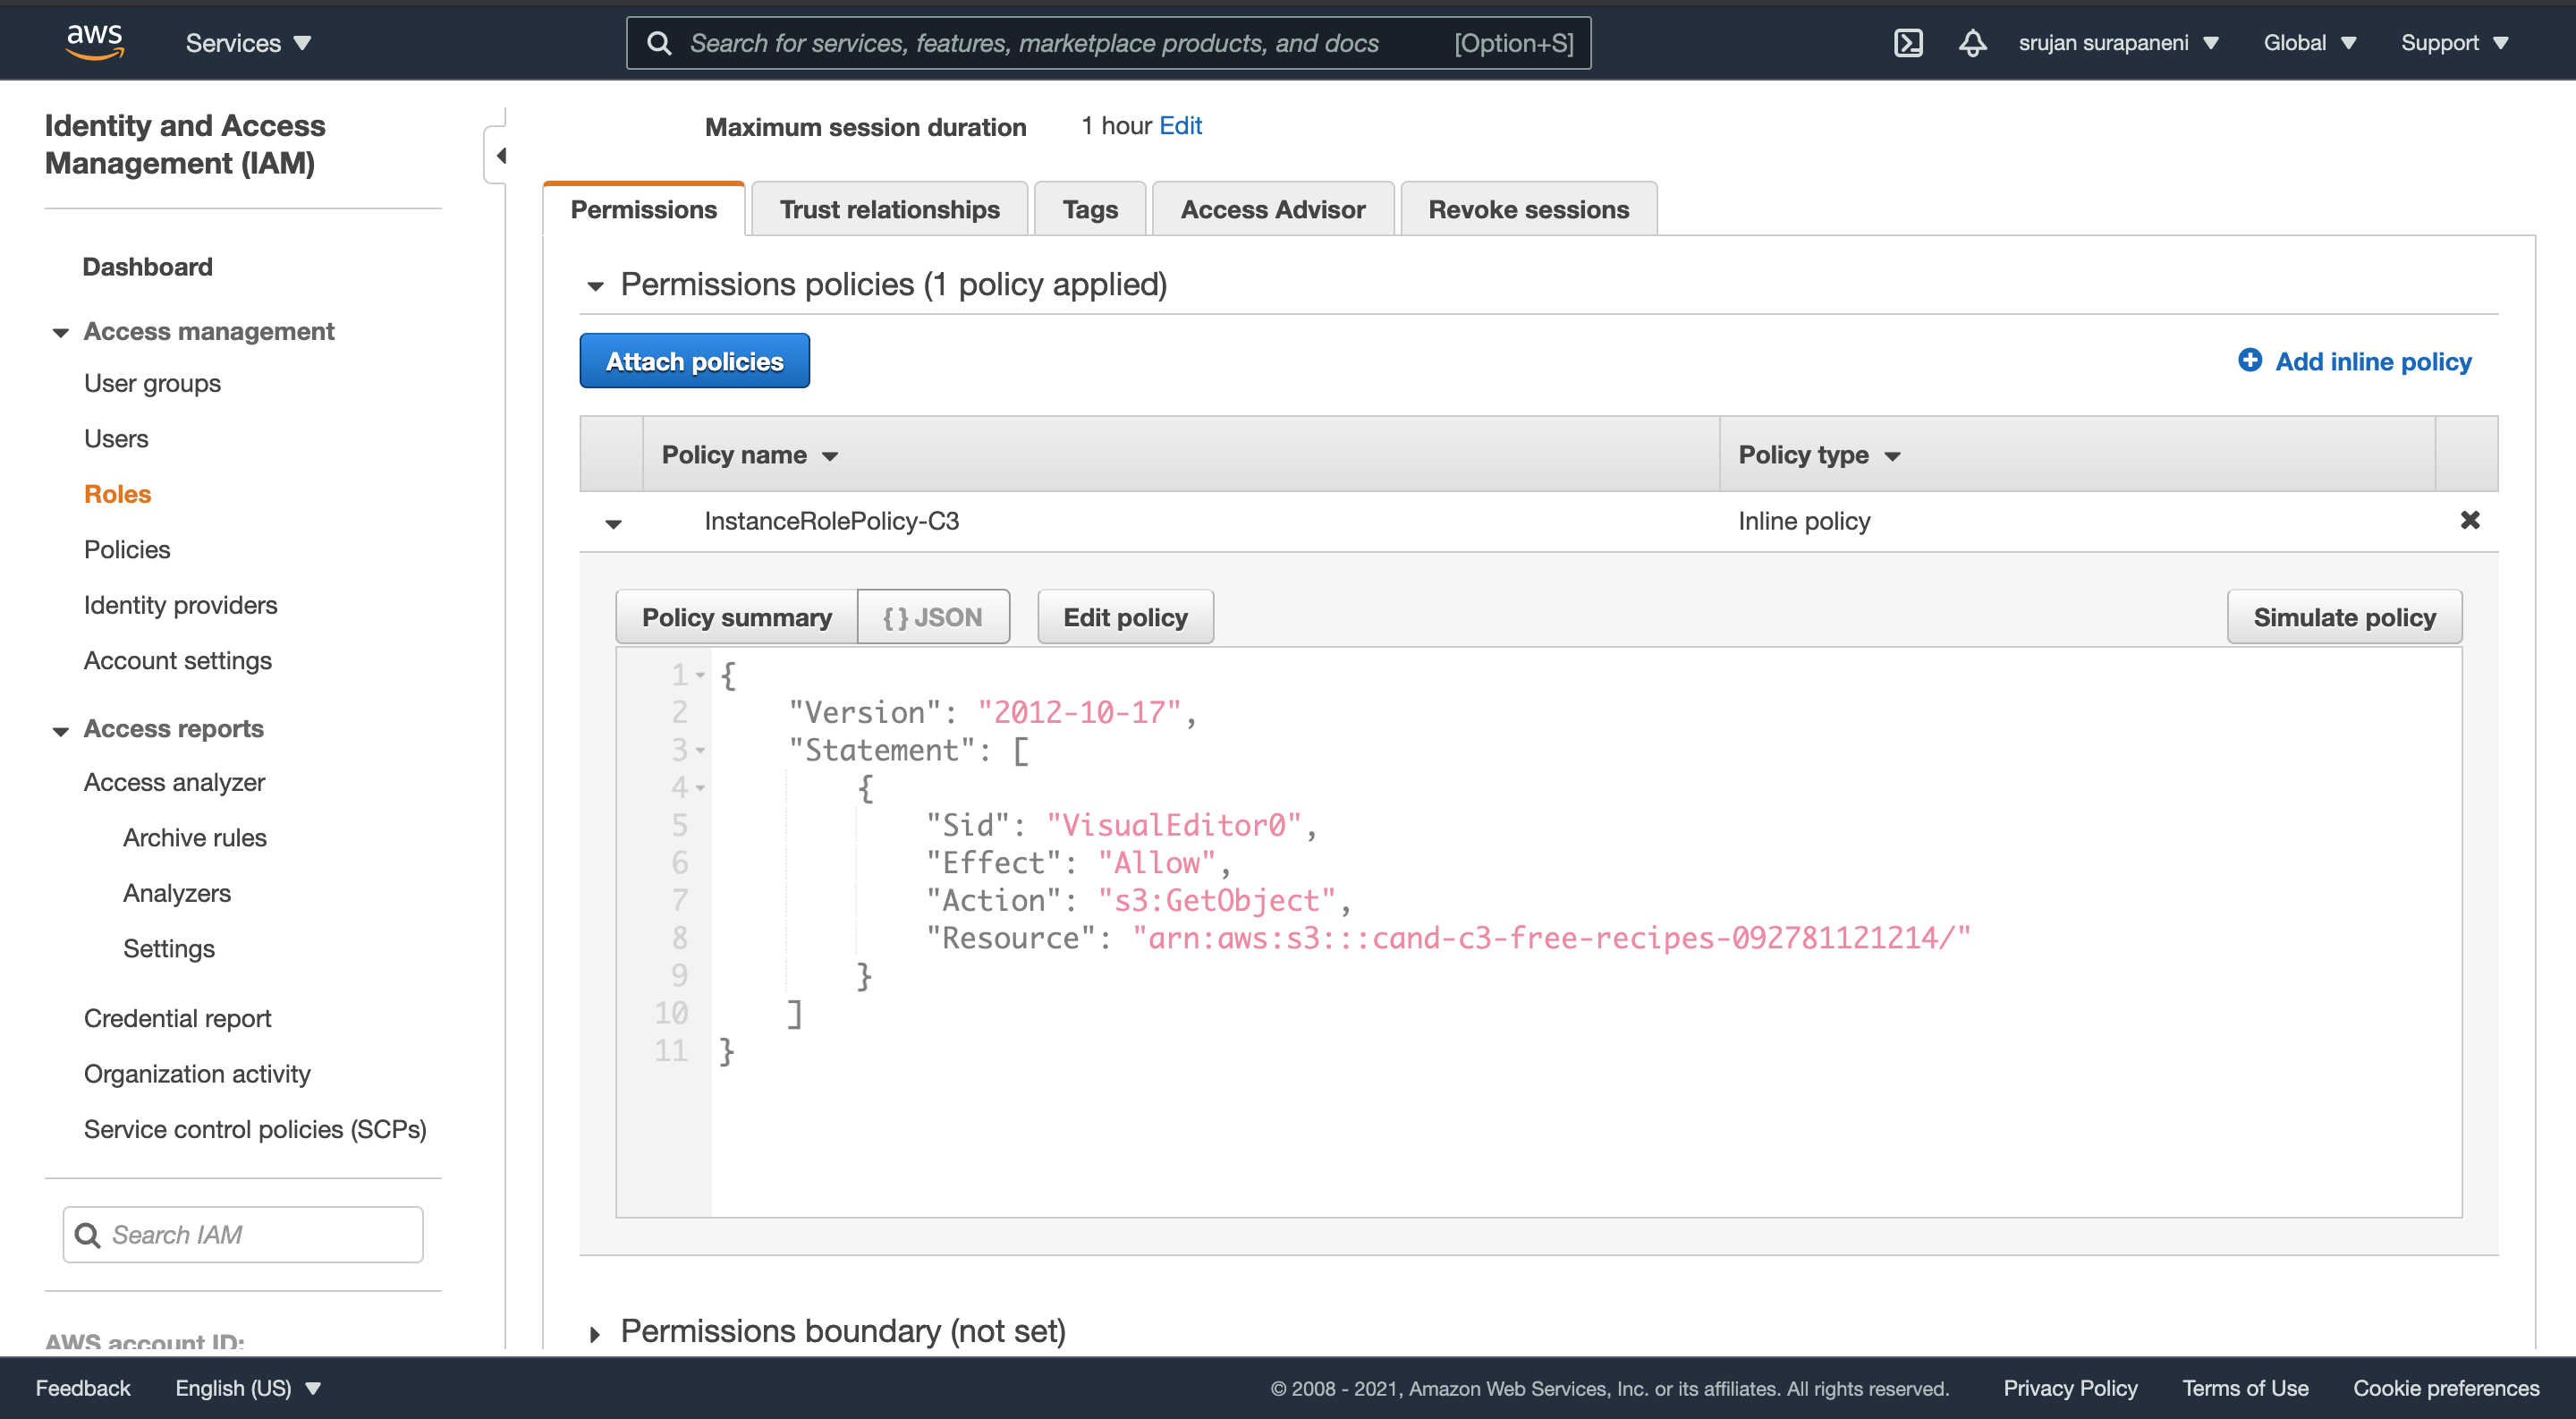 aws
Services
Search for services, features, marketplace products, and docs [Option+S]
srujan surapaneni
Global
Support
Identity and Access
Management (IAM)
Dashboard
Access management
User groups
Users
Roles
Policies
Identity providers
Account settings
Access reports
Access analyzer
Archive rules
Analyzers
Settings
Credential report
Organization activity
Service control policies (SCPs)
Search IAM
AWS account ID:
Maximum session duration 1 hour Edit
Permissions
Trust relationships
Tags
Access Advisor
Revoke sessions
Permissions policies (1 policy applied)
Attach policies
Add inline policy
Policy name
Policy type
InstanceRolePolicy-C3
Inline policy
Policy summary
{ } JSON
Edit policy
Simulate policy
1 {
2 "Version": "2012-10-17",
3 "Statement": [
4 {
5 "Sid": "VisualEditor0",
6 "Effect": "Allow",
7 "Action": "s3:GetObject",
8 "Resource": "arn:aws:s3:::cand-c3-free-recipes-092781121214/"
9 }
10 ]
11 }
Permissions boundary (not set)
Feedback
English (US)
© 2008 - 2021, Amazon Web Services, Inc. or its affiliates. All rights reserved.
Privacy Policy
Terms of Use
Cookie preferences